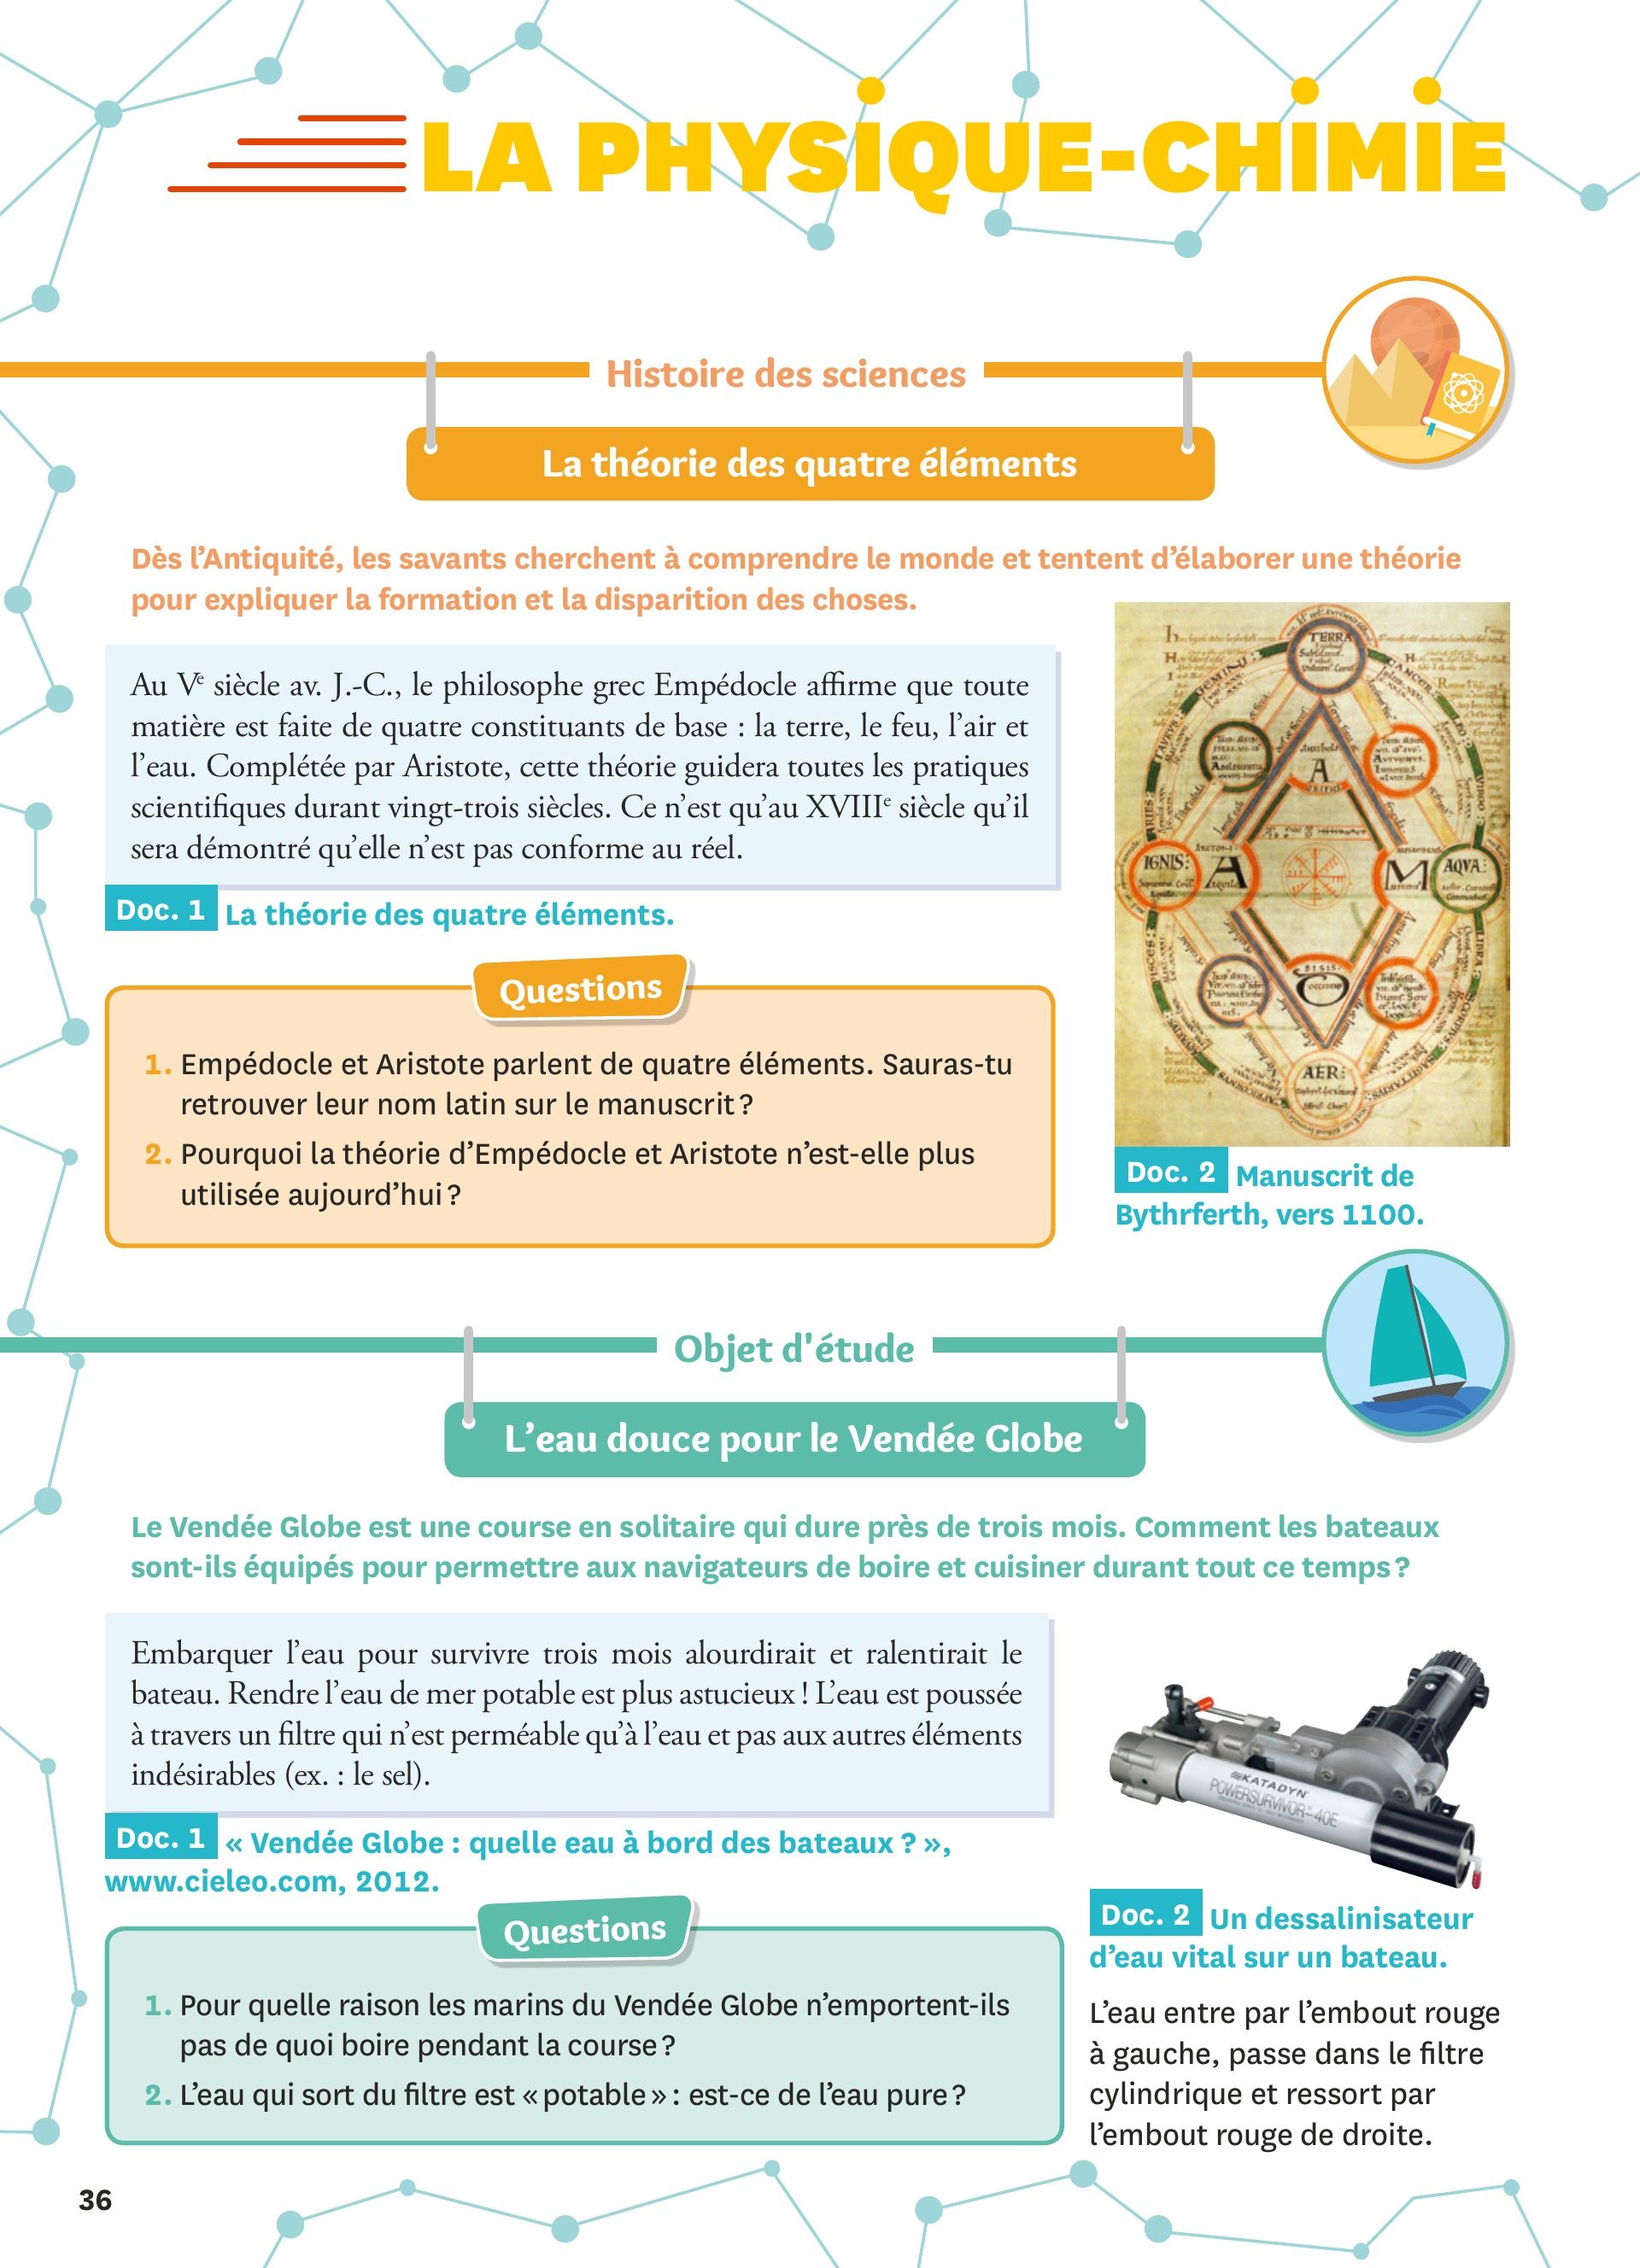 LA PHYSIQUE-CHIMIE
Histoire des sciences
La théorie des quatre éléments
Dès l'Antiquité, les savants cherchent à comprendre le monde et tentent d'élaborer une théorie
pour expliquer la formation et la disparition des choses.
Au Ve siècle av. J.-C., le philosophe grec Empédocle affirme que toute
matière est faite de quatre constituants de base : la terre, le feu, l'air et
l'eau. Complétée par Aristote, cette théorie guidera toutes les pratiques
scientifiques durant vingt-trois siècles. Ce n'est qu'au XVIIIe siècle qu'il
sera démontré qu'elle n'est pas conforme au réel.
Doc. 1 La théorie des quatre éléments.
Questions
1. Empédocle et Aristote parlent de quatre éléments. Sauras-tu
retrouver leur nom latin sur le manuscrit ?
2. Pourquoi la théorie d'Empédocle et Aristote n'est-elle plus
utilisée aujourd'hui ?
TERRA
GEMINI
CANCER
LEO
TAURUS
VIRGO
ARIES
IGNIS:
A
A
M
AQVA:
PISCES
LIBRA
AER:
Doc. 2 Manuscrit de
Bythrferth, vers 1100.
Objet d'étude
L'eau douce pour le Vendée Globe
Le Vendée Globe est une course en solitaire qui dure près de trois mois. Comment les bateaux
sont-ils équipés pour permettre aux navigateurs de boire et cuisiner durant tout ce temps ?
Embarquer l'eau pour survivre trois mois alourdirait et ralentirait le
bateau. Rendre l'eau de mer potable est plus astucieux ! L'eau est poussée
à travers un filtre qui n'est perméable qu'à l'eau et pas aux autres éléments
indésirables (ex. : le sel).
Doc. 1 « Vendée Globe : quelle eau à bord des bateaux ? »,
www.cieleo.com, 2012.
Questions
1. Pour quelle raison les marins du Vendée Globe n'emportent-ils
pas de quoi boire pendant la course ?
2. L'eau qui sort du filtre est « potable » : est-ce de l'eau pure ?
KATADYN
POWERSURVIVOR-40E
Doc. 2 Un dessalinisateur
d'eau vital sur un bateau.
L'eau entre par l'embout rouge
à gauche, passe dans le filtre
cylindrique et ressort par
l'embout rouge de droite.
36